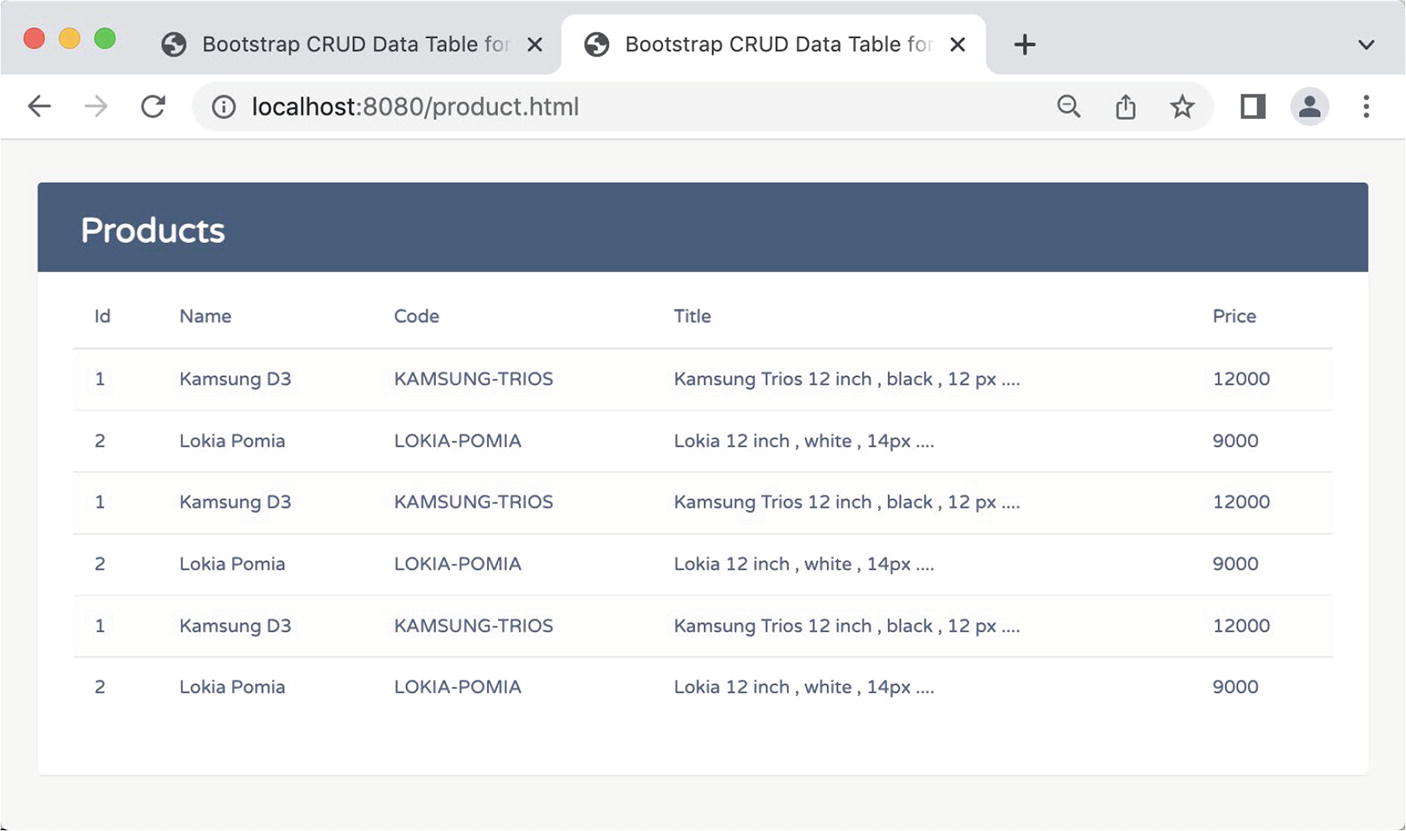 Bootstrap CRUD Data Table for Bootstrap CRUD Data Table for
localhost:8080/product.html
Products
Id Name Code Title Price
1 Kamsung D3 KAMSUNG-TRIOS Kamsung Trios 12 inch , black , 12 px .... 12000
2 Lokia Pomia LOKIA-POMIA Lokia 12 inch , white , 14px .... 9000
1 Kamsung D3 KAMSUNG-TRIOS Kamsung Trios 12 inch , black , 12 px .... 12000
2 Lokia Pomia LOKIA-POMIA Lokia 12 inch , white , 14px .... 9000
1 Kamsung D3 KAMSUNG-TRIOS Kamsung Trios 12 inch , black , 12 px .... 12000
2 Lokia Pomia LOKIA-POMIA Lokia 12 inch , white , 14px .... 9000